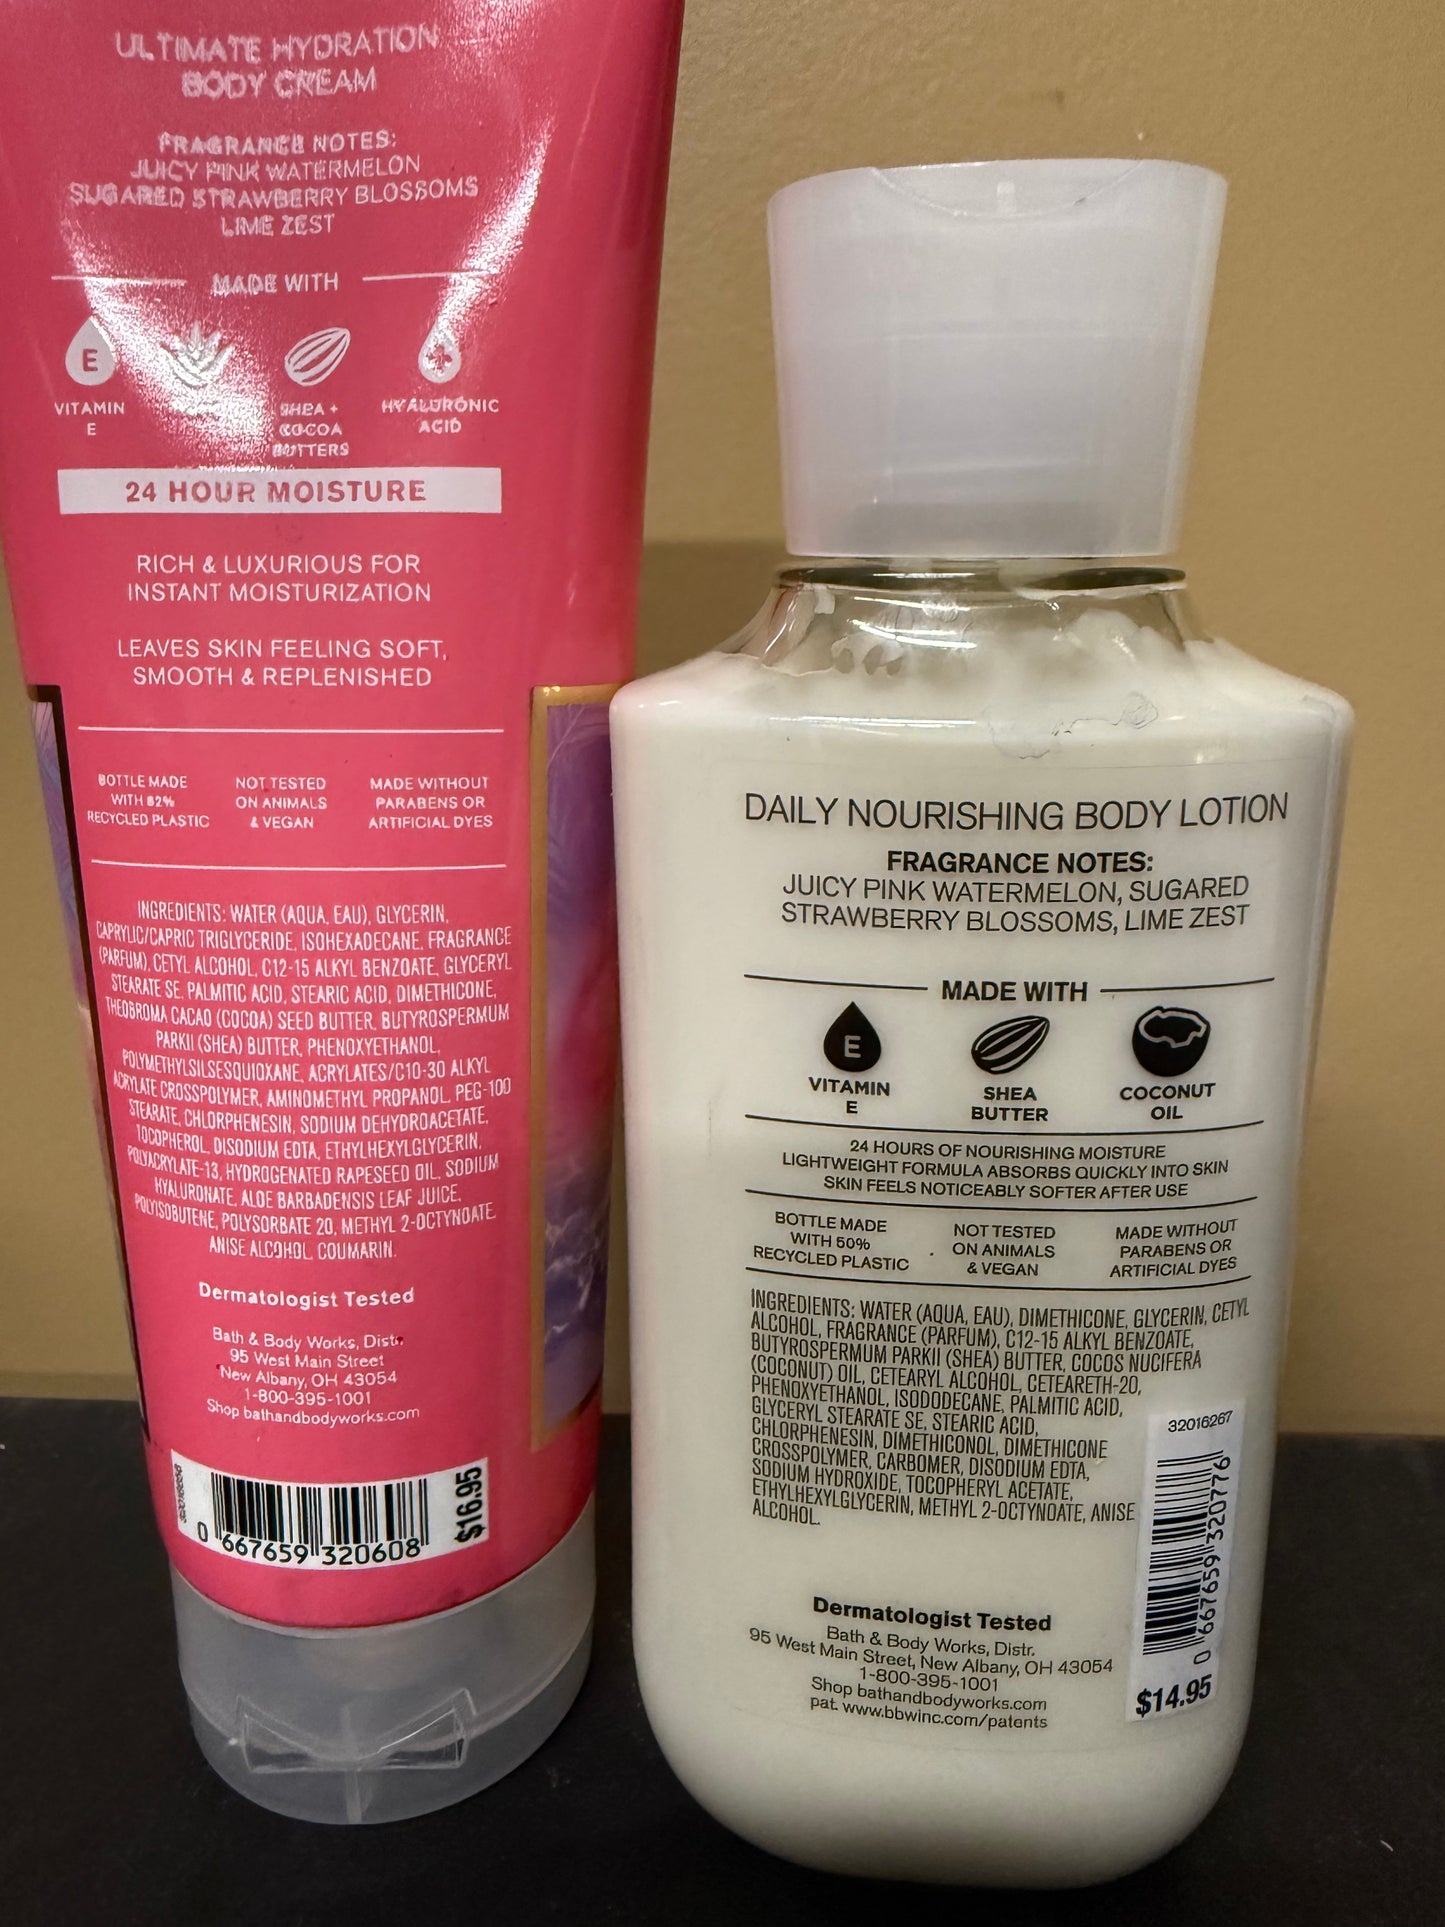 ULTIMATE HYDRATION
BODY CREAM
FRAGRANCE NOTES:
JUICY PINK WATERMELON
SUGARED STRAWBERRY BLOSSOMS
LIME ZEST
MADE WITH
E
VITAMIN
E
SHEA +
COCOA
BUTTERS
HYALURONIC
ACID
24 HOUR MOISTURE
RICH & LUXURIOUS FOR
INSTANT MOISTURIZATION
LEAVES SKIN FEELING SOFT,
SMOOTH & REPLENISHED
BOTTLE MADE
WITH 82%
RECYCLED PLASTIC
NOT TESTED
ON ANIMALS
& VEGAN
MADE WITHOUT
PARABENS OR
ARTIFICIAL DYES
INGREDIENTS: WATER (AQUA, EAU), GLYCERIN,
CAPRYLIC/CAPRIC TRIGLYCERIDE, ISOHEXADECANE, FRAGRANCE
(PARFUM), CETYL ALCOHOL, C12-15 ALKYL BENZOATE, GLYCERYL
STEARATE SE, PALMITIC ACID, STEARIC ACID, DIMETHICONE,
THEOBROMA CACAO (COCOA) SEED BUTTER, BUTYROSPERMUM
PARKII (SHEA) BUTTER, PHENOXYETHANOL,
POLYMETHYLSILSESQUIOXANE, ACRYLATES/C10-30 ALKYL
ACRYLATE CROSSPOLYMER, AMINOMETHYL PROPANOL, PEG-100
STEARATE, CHLORPHENESIN, SODIUM DEHYDROACETATE,
TOCOPHEROL, DISODIUM EDTA, ETHYLHEXYLGLYCERIN,
POLYACRYLATE-13, HYDROGENATED RAPESEED OIL, SODIUM
HYALURONATE, ALOE BARBADENSIS LEAF JUICE,
POLYISOBUTENE, POLYSORBATE 20, METHYL 2-OCTYNOATE,
ANISE ALCOHOL, COUMARIN.
Dermatologist Tested
Bath & Body Works, Distr.
95 West Main Street
New Albany, OH 43054
1-800-395-1001
Shop bathandbodyworks.com
0 667659 320608
$16.95
DAILY NOURISHING BODY LOTION
FRAGRANCE NOTES:
JUICY PINK WATERMELON, SUGARED
STRAWBERRY BLOSSOMS, LIME ZEST
MADE WITH
E
VITAMIN
E
SHEA
BUTTER
COCONUT
OIL
24 HOURS OF NOURISHING MOISTURE
LIGHTWEIGHT FORMULA ABSORBS QUICKLY INTO SKIN
SKIN FEELS NOTICEABLY SOFTER AFTER USE
BOTTLE MADE
WITH 50%
RECYCLED PLASTIC
NOT TESTED
ON ANIMALS
& VEGAN
MADE WITHOUT
PARABENS OR
ARTIFICIAL DYES
INGREDIENTS: WATER (AQUA, EAU), DIMETHICONE, GLYCERIN, CETYL
ALCOHOL, FRAGRANCE (PARFUM), C12-15 ALKYL BENZOATE,
BUTYROSPERMUM PARKII (SHEA) BUTTER, COCOS NUCIFERA
(COCONUT) OIL, CETEARYL ALCOHOL, CETEARETH-20,
PHENOXYETHANOL, ISODODECANE, PALMITIC ACID,
GLYCERYL STEARATE SE, STEARIC ACID,
CHLORPHENESIN, DIMETHICONOL, DIMETHICONE
CROSSPOLYMER, CARBOMER, DISODIUM EDTA,
SODIUM HYDROXIDE, TOCOPHERYL ACETATE,
ETHYLHEXYLGLYCERIN, METHYL 2-OCTYNOATE, ANISE
ALCOHOL.
Dermatologist Tested
Bath & Body Works, Distr.
95 West Main Street, New Albany, OH 43054
1-800-395-1001
Shop bathandbodyworks.com
pat. www.bbwinc.com/patents
32016267
0 667659 320776
$14.95